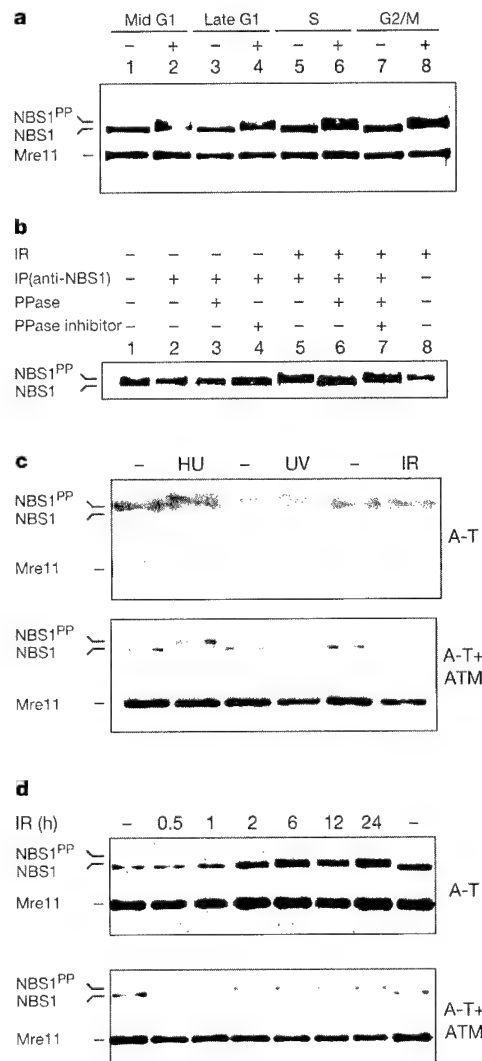 a
Mid G1 Late G1 S G2/M
– + – + – + – +
1 2 3 4 5 6 7 8
NBS1PP
NBS1
Mre11
b
IR – – – – + + + +
IP(anti-NBS1) – + + + + + + –
PPase – – + + – + + –
PPase inhibitor – – – + – – + –
1 2 3 4 5 6 7 8
NBS1PP
NBS1
c
– HU – UV – IR
NBS1PP
NBS1
Mre11
A-T
NBS1PP
NBS1
Mre11
A-T+
ATM
d
IR (h) – 0.5 1 2 6 12 24 –
NBS1PP
NBS1
Mre11
A-T
NBS1PP
NBS1
Mre11
A-T+
ATM